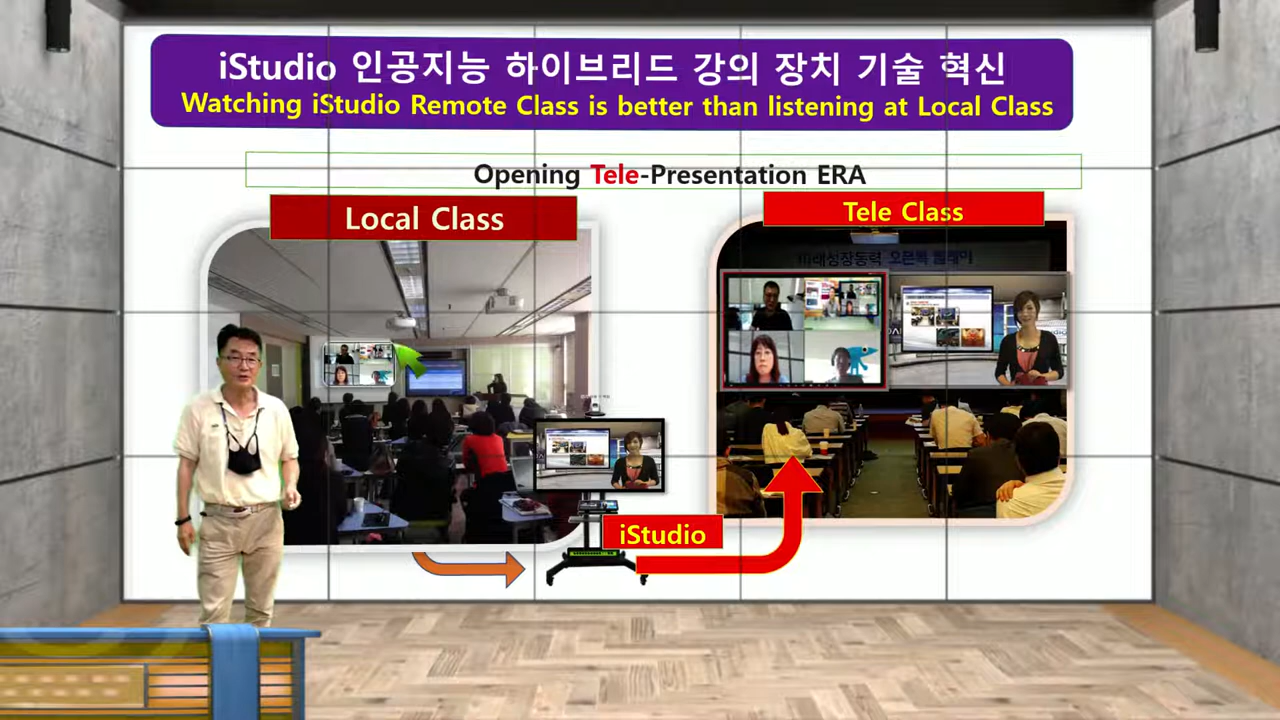 iStudio 인공지능 하이브리드 강의 장치 기술 혁신
Watching iStudio Remote Class is better than listening at Local Class
Opening Tele-Presentation ERA
Local Class
Tele Class
iStudio